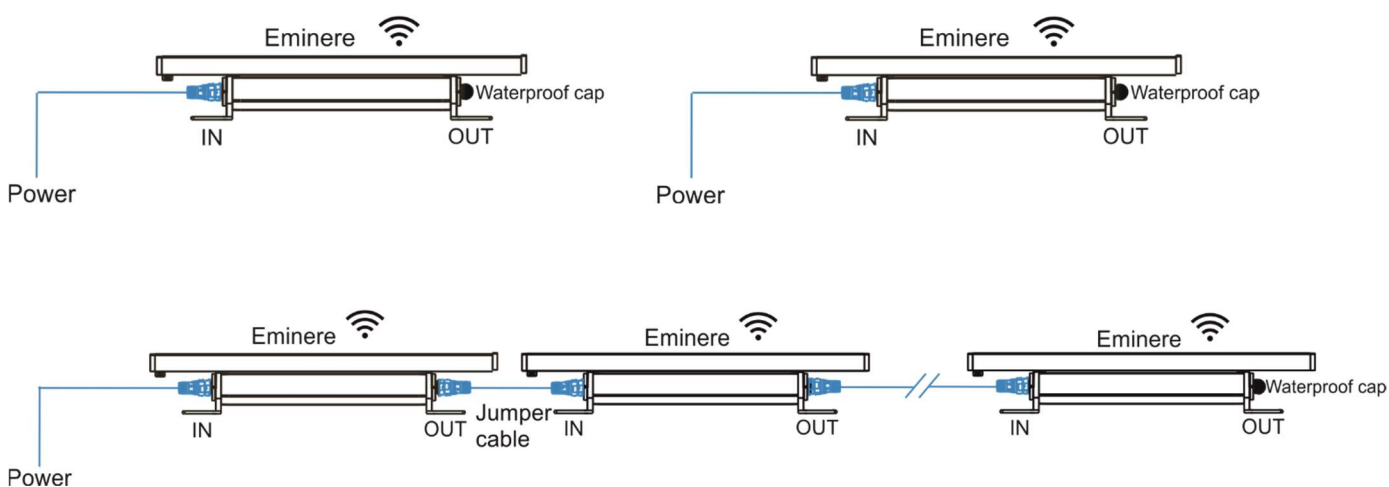 Eminere
Waterproof cap
IN
OUT
Power
Eminere
Waterproof cap
IN
OUT
Power
Eminere
IN
OUT
Jumper
cable
Eminere
IN
OUT
Eminere
Waterproof cap
IN
OUT
Power